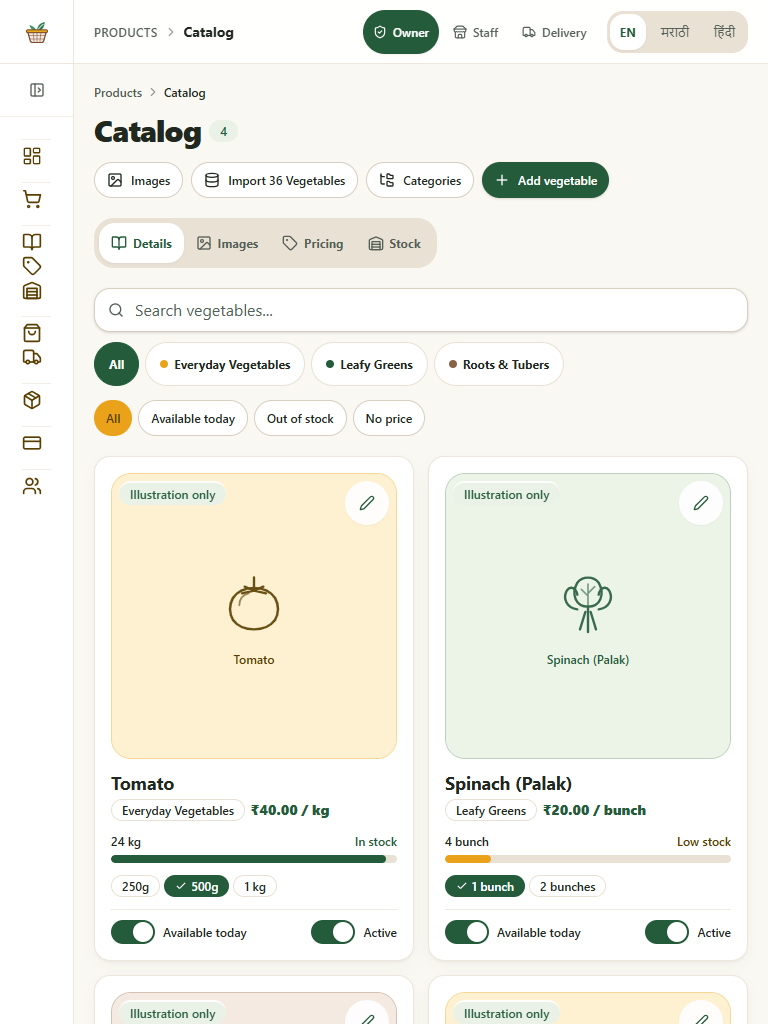 PRODUCTS > Catalog
Owner
Staff
Delivery
EN
मराठी
हिंदी
Products > Catalog
Catalog 4
Images
Import 36 Vegetables
Categories
Add vegetable
Details
Images
Pricing
Stock
Search vegetables...
All
Everyday Vegetables
Leafy Greens
Roots & Tubers
All
Available today
Out of stock
No price
Illustration only
Tomato
Tomato
Everyday Vegetables ₹40.00 / kg
24 kg In stock
250g 500g 1 kg
Available today Active
Illustration only
Spinach (Palak)
Spinach (Palak)
Leafy Greens ₹20.00 / bunch
4 bunch Low stock
1 bunch 2 bunches
Available today Active
Illustration only
Illustration only